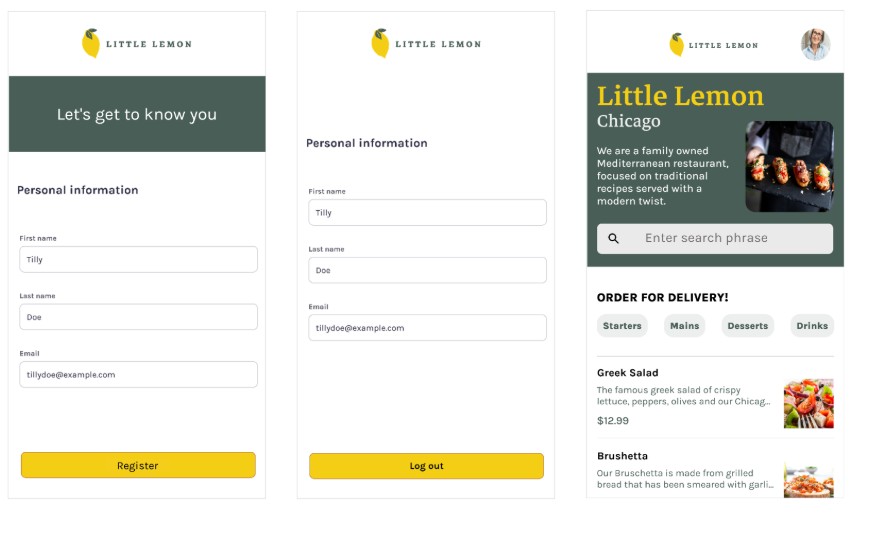 LITTLE LEMON
Let's get to know you
Personal information
First name
Tilly
Last name
Doe
Email
tillydoe@example.com
Register
LITTLE LEMON
Personal information
First name
Tilly
Last name
Doe
Email
tillydoe@example.com
Log out
LITTLE LEMON
Little Lemon
Chicago
We are a family owned
Mediterranean restaurant,
focused on traditional
recipes served with a
modern twist.
Enter search phrase
ORDER FOR DELIVERY!
Starters Mains Desserts Drinks
Greek Salad
The famous greek salad of crispy
lettuce, peppers, olives and our Chicag...
$12.99
Brushetta
Our Bruschetta is made from grilled
bread that has been smeared with garli...